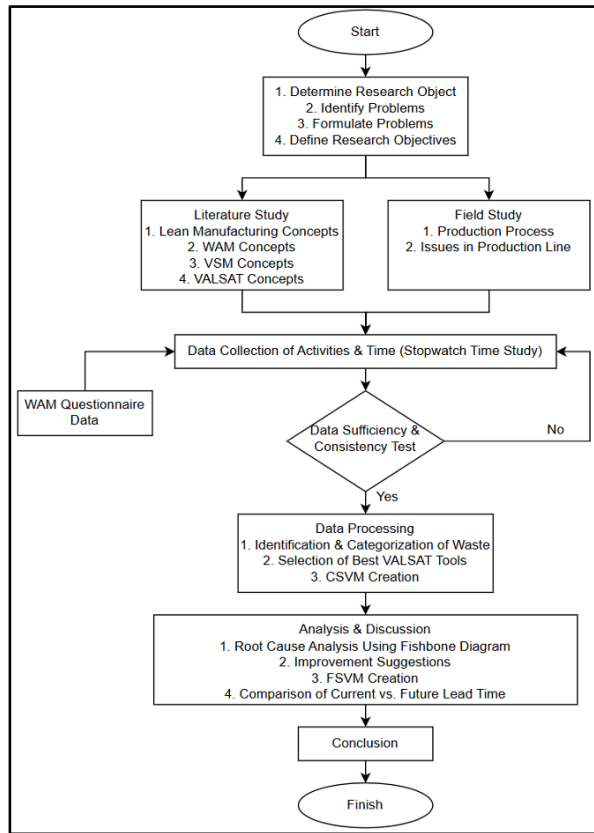 Start
1. Determine Research Object
2. Identify Problems
3. Formulate Problems
4. Define Research Objectives
Literature Study
1. Lean Manufacturing Concepts
2. WAM Concepts
3. VSM Concepts
4. VALSAT Concepts
Field Study
1. Production Process
2. Issues in Production Line
Data Collection of Activities & Time (Stopwatch Time Study)
WAM Questionnaire
Data
Data Sufficiency &
Consistency Test
No
Yes
Data Processing
1. Identification & Categorization of Waste
2. Selection of Best VALSAT Tools
3. CSVM Creation
Analysis & Discussion
1. Root Cause Analysis Using Fishbone Diagram
2. Improvement Suggestions
3. FSVM Creation
4. Comparison of Current vs. Future Lead Time
Conclusion
Finish